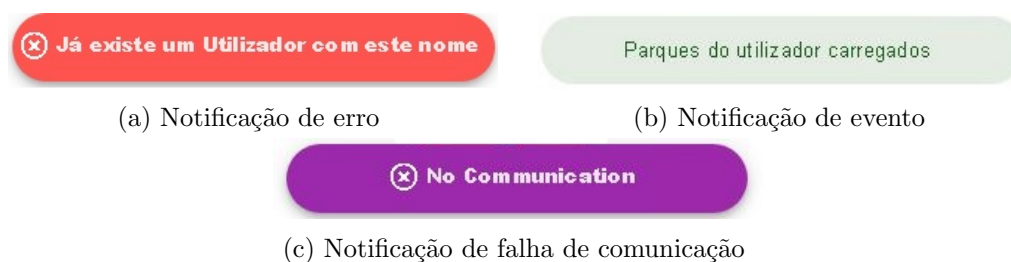 Já existe um Utilizador com este nome
Parques do utilizador carregados
(a) Notificação de erro
(b) Notificação de evento
No Communication
(c) Notificação de falha de comunicação